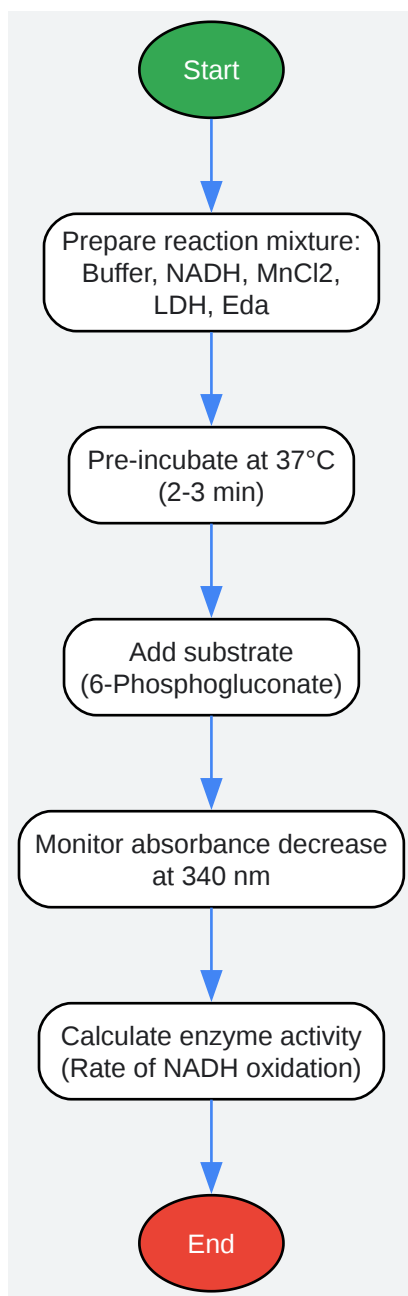 Start
Prepare reaction mixture:
Buffer, NADH, MnCl2,
LDH, Eda
Pre-incubate at 37°C
(2-3 min)
Add substrate
(6-Phosphogluconate)
Monitor absorbance decrease
at 340 nm
Calculate enzyme activity
(Rate of NADH oxidation)
End